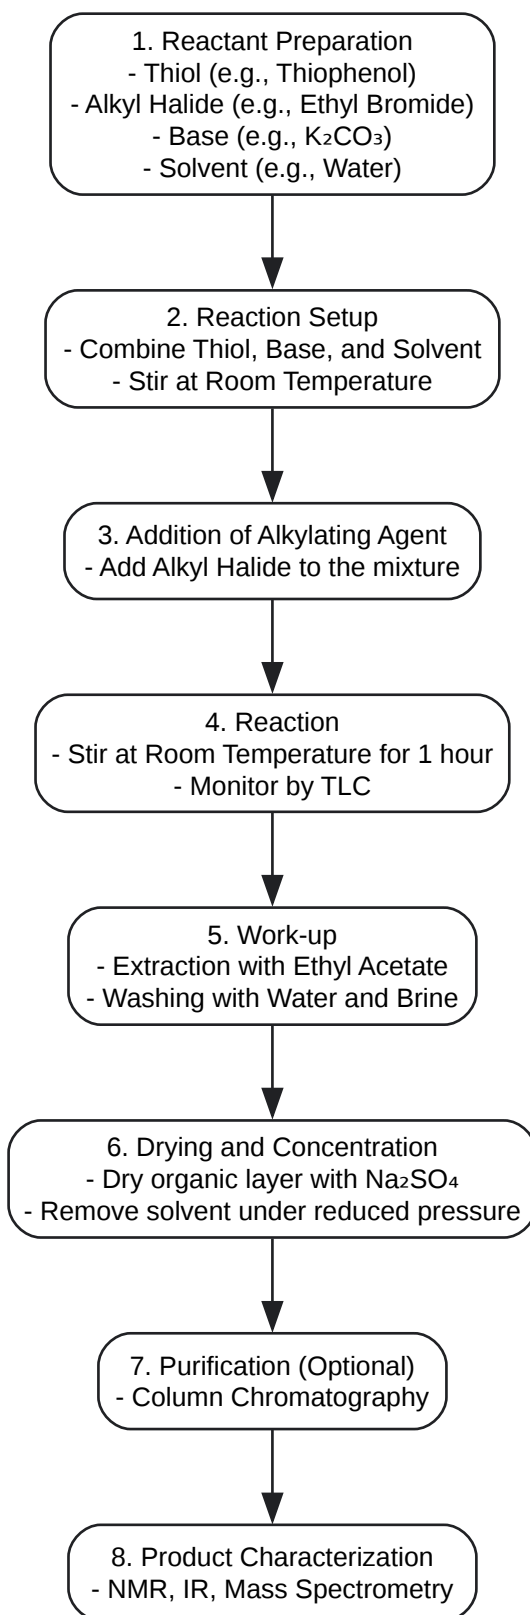 1. Reactant Preparation
- Thiol (e.g., Thiophenol)
- Alkyl Halide (e.g., Ethyl Bromide)
- Base (e.g., K₂CO₃)
- Solvent (e.g., Water)
2. Reaction Setup
- Combine Thiol, Base, and Solvent
- Stir at Room Temperature
3. Addition of Alkylating Agent
- Add Alkyl Halide to the mixture
4. Reaction
- Stir at Room Temperature for 1 hour
- Monitor by TLC
5. Work-up
- Extraction with Ethyl Acetate
- Washing with Water and Brine
6. Drying and Concentration
- Dry organic layer with Na₂SO₄
- Remove solvent under reduced pressure
7. Purification (Optional)
- Column Chromatography
8. Product Characterization
- NMR, IR, Mass Spectrometry